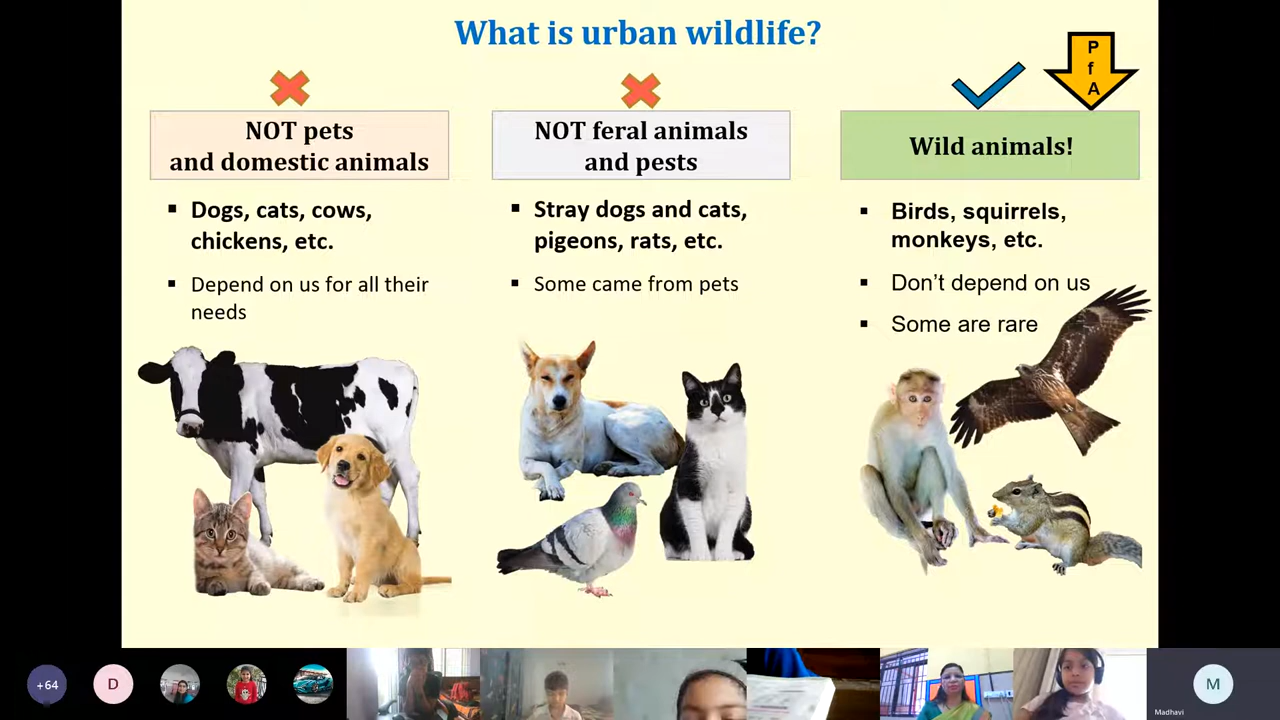 What is urban wildlife?
P
f
A
NOT pets
and domestic animals
▪ Dogs, cats, cows,
chickens, etc.
▪ Depend on us for all their
needs
NOT feral animals
and pests
▪ Stray dogs and cats,
pigeons, rats, etc.
▪ Some came from pets
Wild animals!
▪ Birds, squirrels,
monkeys, etc.
▪ Don’t depend on us
▪ Some are rare
+64
D
M
Madhavi